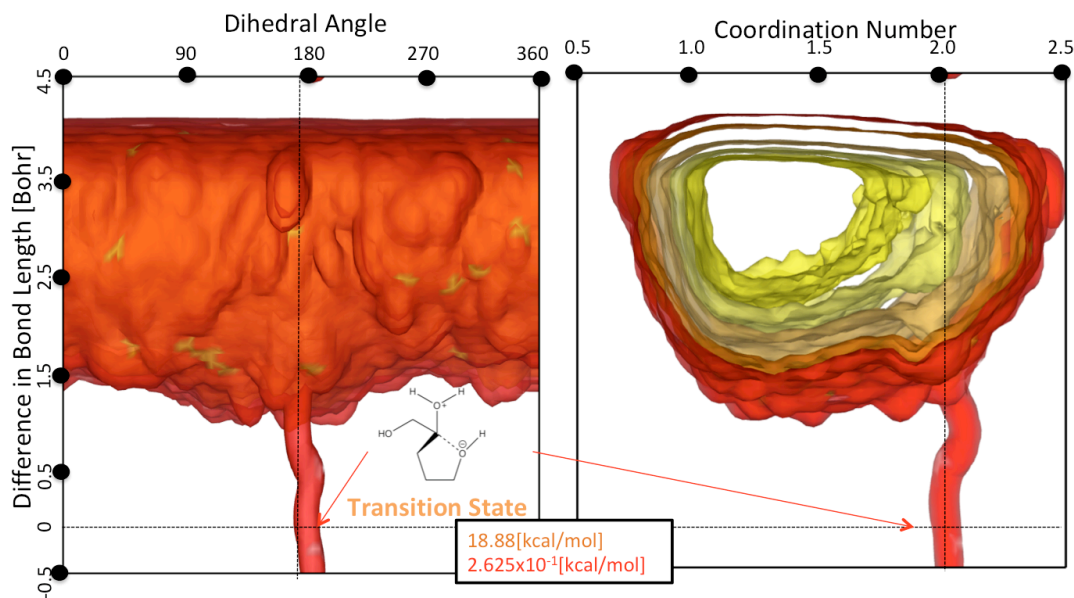 Dihedral Angle
0 90 180 270 360
Difference in Bond Length [Bohr]
4.5
3.5
2.5
1.5
0.5
0
-0.5
Coordination Number
0.5 1.0 1.5 2.0 2.5
H H
O+
HO H
⊖
O
Transition State
18.88[kcal/mol]
2.625x10⁻¹[kcal/mol]